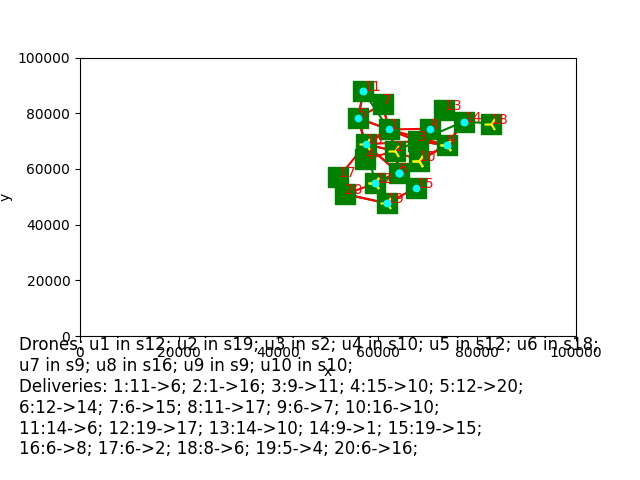 100000
80000
60000
40000
20000
0
0 20000 40000 60000 80000 100000
x
y
Drones: u1 in s12; u2 in s19; u3 in s2; u4 in s10; u5 in s12; u6 in s18;
u7 in s9; u8 in s16; u9 in s9; u10 in s10;
Deliveries: 1:11->6; 2:1->16; 3:9->11; 4:15->10; 5:12->20;
6:12->14; 7:6->15; 8:11->17; 9:6->7; 10:16->10;
11:14->6; 12:19->17; 13:14->10; 14:9->1; 15:19->15;
16:6->8; 17:6->2; 18:8->6; 19:5->4; 20:6->16;